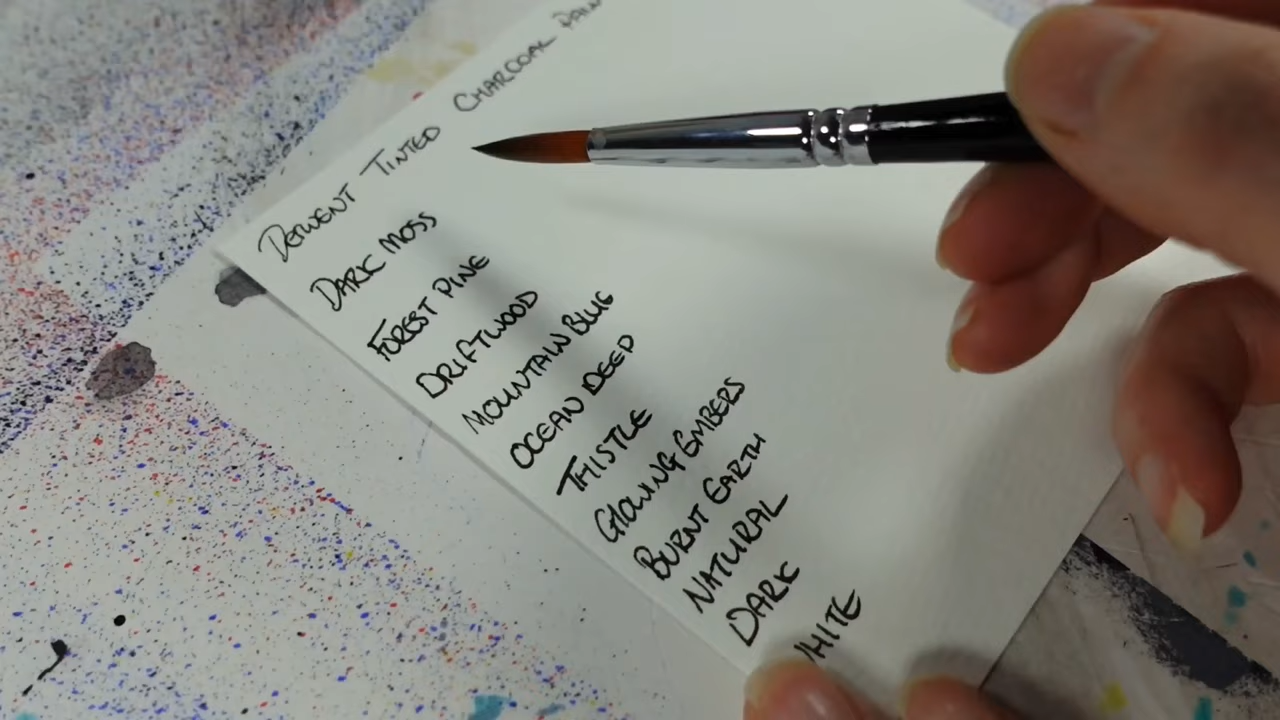 DERWENT TINTED CHARCOAL
DARK MOSS
FOREST PINE
DRIFTWOOD
MOUNTAIN BLUE
OCEAN DEEP
THISTLE
GLOWING EMBERS
BURNT EARTH
NATURAL
DARK
WHITE